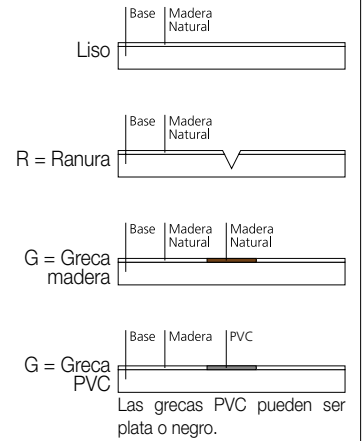 Base Madera
Natural
Liso
Base Madera
Natural
R = Ranura
Base Madera Madera
Natural Natural
G = Greca
madera
Base Madera PVC
G = Greca
PVC
Las grecas PVC pueden ser
plata o negro.